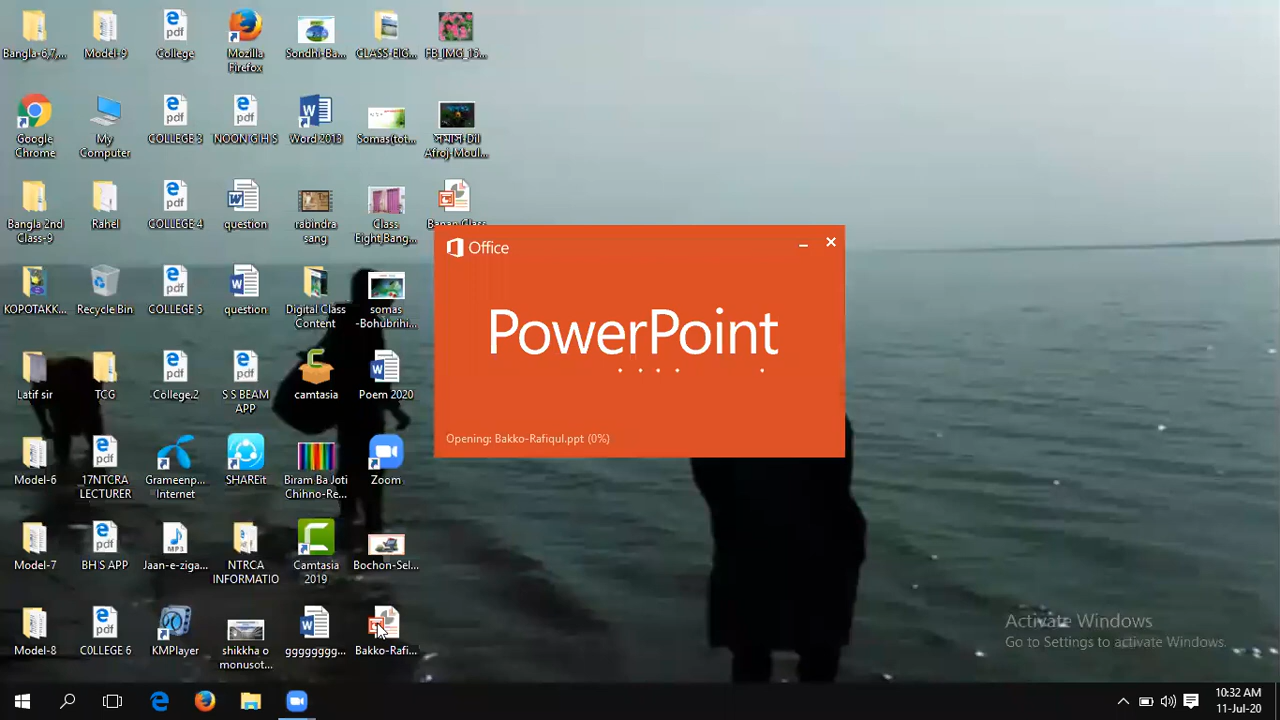 Bangla-6,7,...
Model-9
College
Mozilla
Firefox
Sondhi-Ba...
CLASS-EIG...
FB_IMG_15...
Google
Chrome
My
Computer
COLLEGE 3
NOON G H S
Word 2013
Somas(tot...
সমাস-Dil
Afroj-Moul...
Bangla 2nd
Class-9
Rahel
COLLEGE 4
question
rabindra
sang
Class
Eight Bang...
Banan Class
KOPOTAKK...
Recycle Bin
COLLEGE 5
question
Digital Class
Content
somas
-Bohubrihi...
Latif sir
TCG
College.2
S S BEAM
APP
camtasia
Poem 2020
Model-6
17NTCRA
LECTURER
Grameenp...
Internet
SHAREit
Biram Ba Joti
Chihno-Re...
Zoom
Model-7
BH S APP
Jaan-e-ziga...
NTRCA
INFORMATIO
Camtasia
2019
Bochon-Sel...
Model-8
C0LLEGE 6
KMPlayer
shikkha o
monusot...
gggggggg...
Bakko-Rafi...
Office
PowerPoint
Opening: Bakko-Rafiqul.ppt (0%)
Activate Windows
Go to Settings to activate Windows.
10:32 AM
11-Jul-20